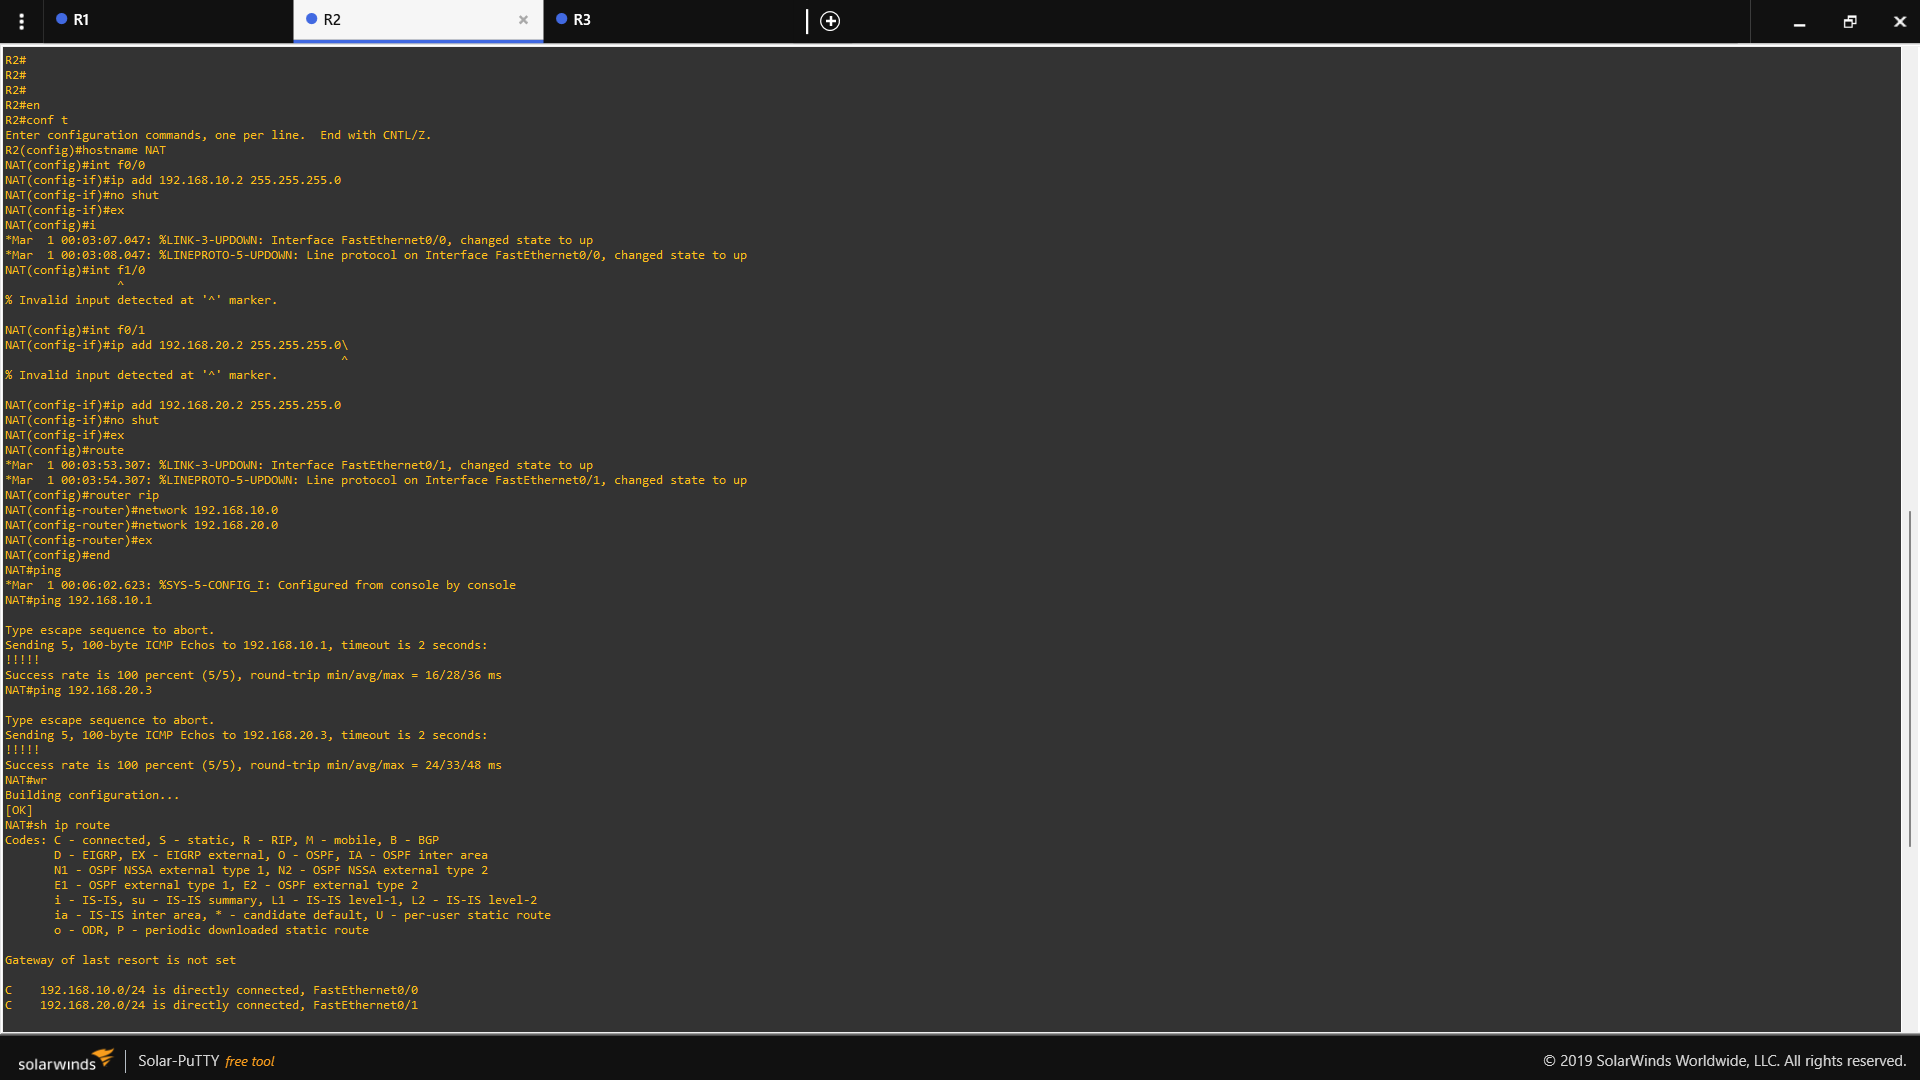 R1
R2
R3
R2#
R2#
R2#
R2#en
R2#conf t
Enter configuration commands, one per line.  End with CNTL/Z.
R2(config)#hostname NAT
NAT(config)#int f0/0
NAT(config-if)#ip add 192.168.10.2 255.255.255.0
NAT(config-if)#no shut
NAT(config-if)#ex
NAT(config)#i
*Mar  1 00:03:07.047: %LINK-3-UPDOWN: Interface FastEthernet0/0, changed state to up
*Mar  1 00:03:08.047: %LINEPROTO-5-UPDOWN: Line protocol on Interface FastEthernet0/0, changed state to up
NAT(config)#int f1/0
^
% Invalid input detected at '^' marker.
NAT(config)#int f0/1
NAT(config-if)#ip add 192.168.20.2 255.255.255.0\
^
% Invalid input detected at '^' marker.
NAT(config-if)#ip add 192.168.20.2 255.255.255.0
NAT(config-if)#no shut
NAT(config-if)#ex
NAT(config)#route
*Mar  1 00:03:53.307: %LINK-3-UPDOWN: Interface FastEthernet0/1, changed state to up
*Mar  1 00:03:54.307: %LINEPROTO-5-UPDOWN: Line protocol on Interface FastEthernet0/1, changed state to up
NAT(config)#router rip
NAT(config-router)#network 192.168.10.0
NAT(config-router)#network 192.168.20.0
NAT(config-router)#ex
NAT(config)#end
NAT#ping
*Mar  1 00:06:02.623: %SYS-5-CONFIG_I: Configured from console by console
NAT#ping 192.168.10.1
Type escape sequence to abort.
Sending 5, 100-byte ICMP Echos to 192.168.10.1, timeout is 2 seconds:
!!!!!
Success rate is 100 percent (5/5), round-trip min/avg/max = 16/28/36 ms
NAT#ping 192.168.20.3
Type escape sequence to abort.
Sending 5, 100-byte ICMP Echos to 192.168.20.3, timeout is 2 seconds:
!!!!!
Success rate is 100 percent (5/5), round-trip min/avg/max = 24/33/48 ms
NAT#wr
Building configuration...
[OK]
NAT#sh ip route
Codes: C - connected, S - static, R - RIP, M - mobile, B - BGP
       D - EIGRP, EX - EIGRP external, O - OSPF, IA - OSPF inter area
       N1 - OSPF NSSA external type 1, N2 - OSPF NSSA external type 2
       E1 - OSPF external type 1, E2 - OSPF external type 2
       i - IS-IS, su - IS-IS summary, L1 - IS-IS level-1, L2 - IS-IS level-2
       ia - IS-IS inter area, * - candidate default, U - per-user static route
       o - ODR, P - periodic downloaded static route
Gateway of last resort is not set
C    192.168.10.0/24 is directly connected, FastEthernet0/0
C    192.168.20.0/24 is directly connected, FastEthernet0/1
solarwinds
Solar-PuTTY free tool
© 2019 SolarWinds Worldwide, LLC. All rights reserved.